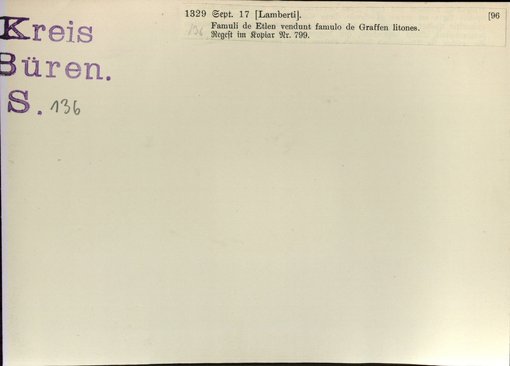 1329 Sept. 17 [Lamberti]. [96
136 Famuli de Etlen vendunt famulo de Graffen litones.
Regest im Kopiar Nr. 799.
Kreis
Büren.
S. 136